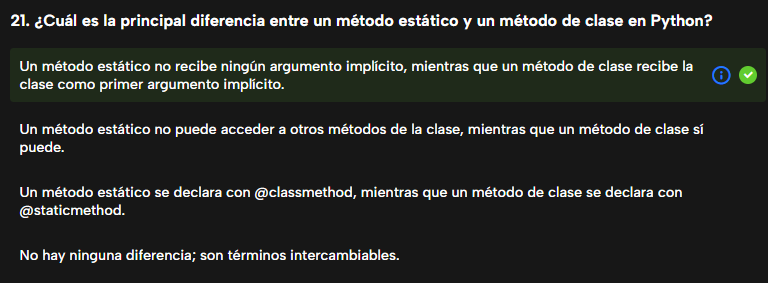 21. ¿Cuál es la principal diferencia entre un método estático y un método de clase en Python?
Un método estático no recibe ningún argumento implícito, mientras que un método de clase recibe la
clase como primer argumento implícito.
Un método estático no puede acceder a otros métodos de la clase, mientras que un método de clase sí
puede.
Un método estático se declara con @classmethod, mientras que un método de clase se declara con
@staticmethod.
No hay ninguna diferencia; son términos intercambiables.